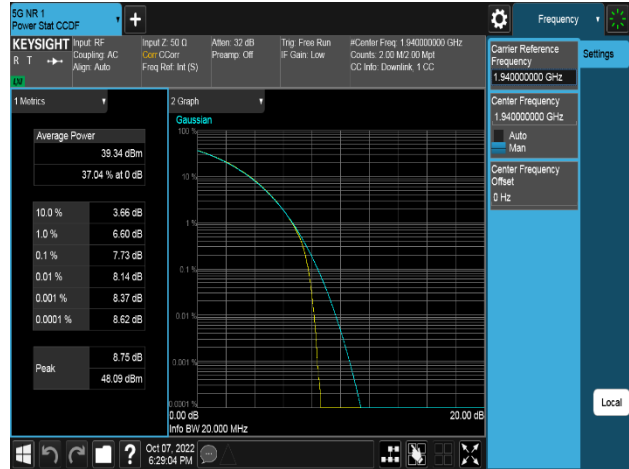 5G NR 1
Power Stat CCDF
Frequency
KEYSIGHT
R T
LW
Input: RF
Coupling: AC
Align: Auto
Input Z: 50 Ω
Corr CCorr
Freq Ref: Int (S)
Atten: 32 dB
Preamp: Off
Trig: Free Run
IF Gain: Low
#Center Freq: 1.940000000 GHz
Counts: 2.00 M/2.00 Mpt
CC Info: Downlink, 1 CC
1 Metrics
Average Power
39.34 dBm
37.04 % at 0 dB
10.0 % 3.66 dB
1.0 % 6.60 dB
0.1 % 7.73 dB
0.01 % 8.14 dB
0.001 % 8.37 dB
0.0001 % 8.62 dB
Peak
8.75 dB
48.09 dBm
2 Graph
Gaussian
100 %
10 %
1 %
0.1 %
0.01 %
0.001 %
0.0001 %
0.00 dB 20.00 dB
Info BW 20.000 MHz
Carrier Reference
Frequency
1.940000000 GHz
Center Frequency
1.940000000 GHz
Auto
Man
Center Frequency
Offset
0 Hz
Settings
Local
?
Oct 07, 2022
6:29:04 PM